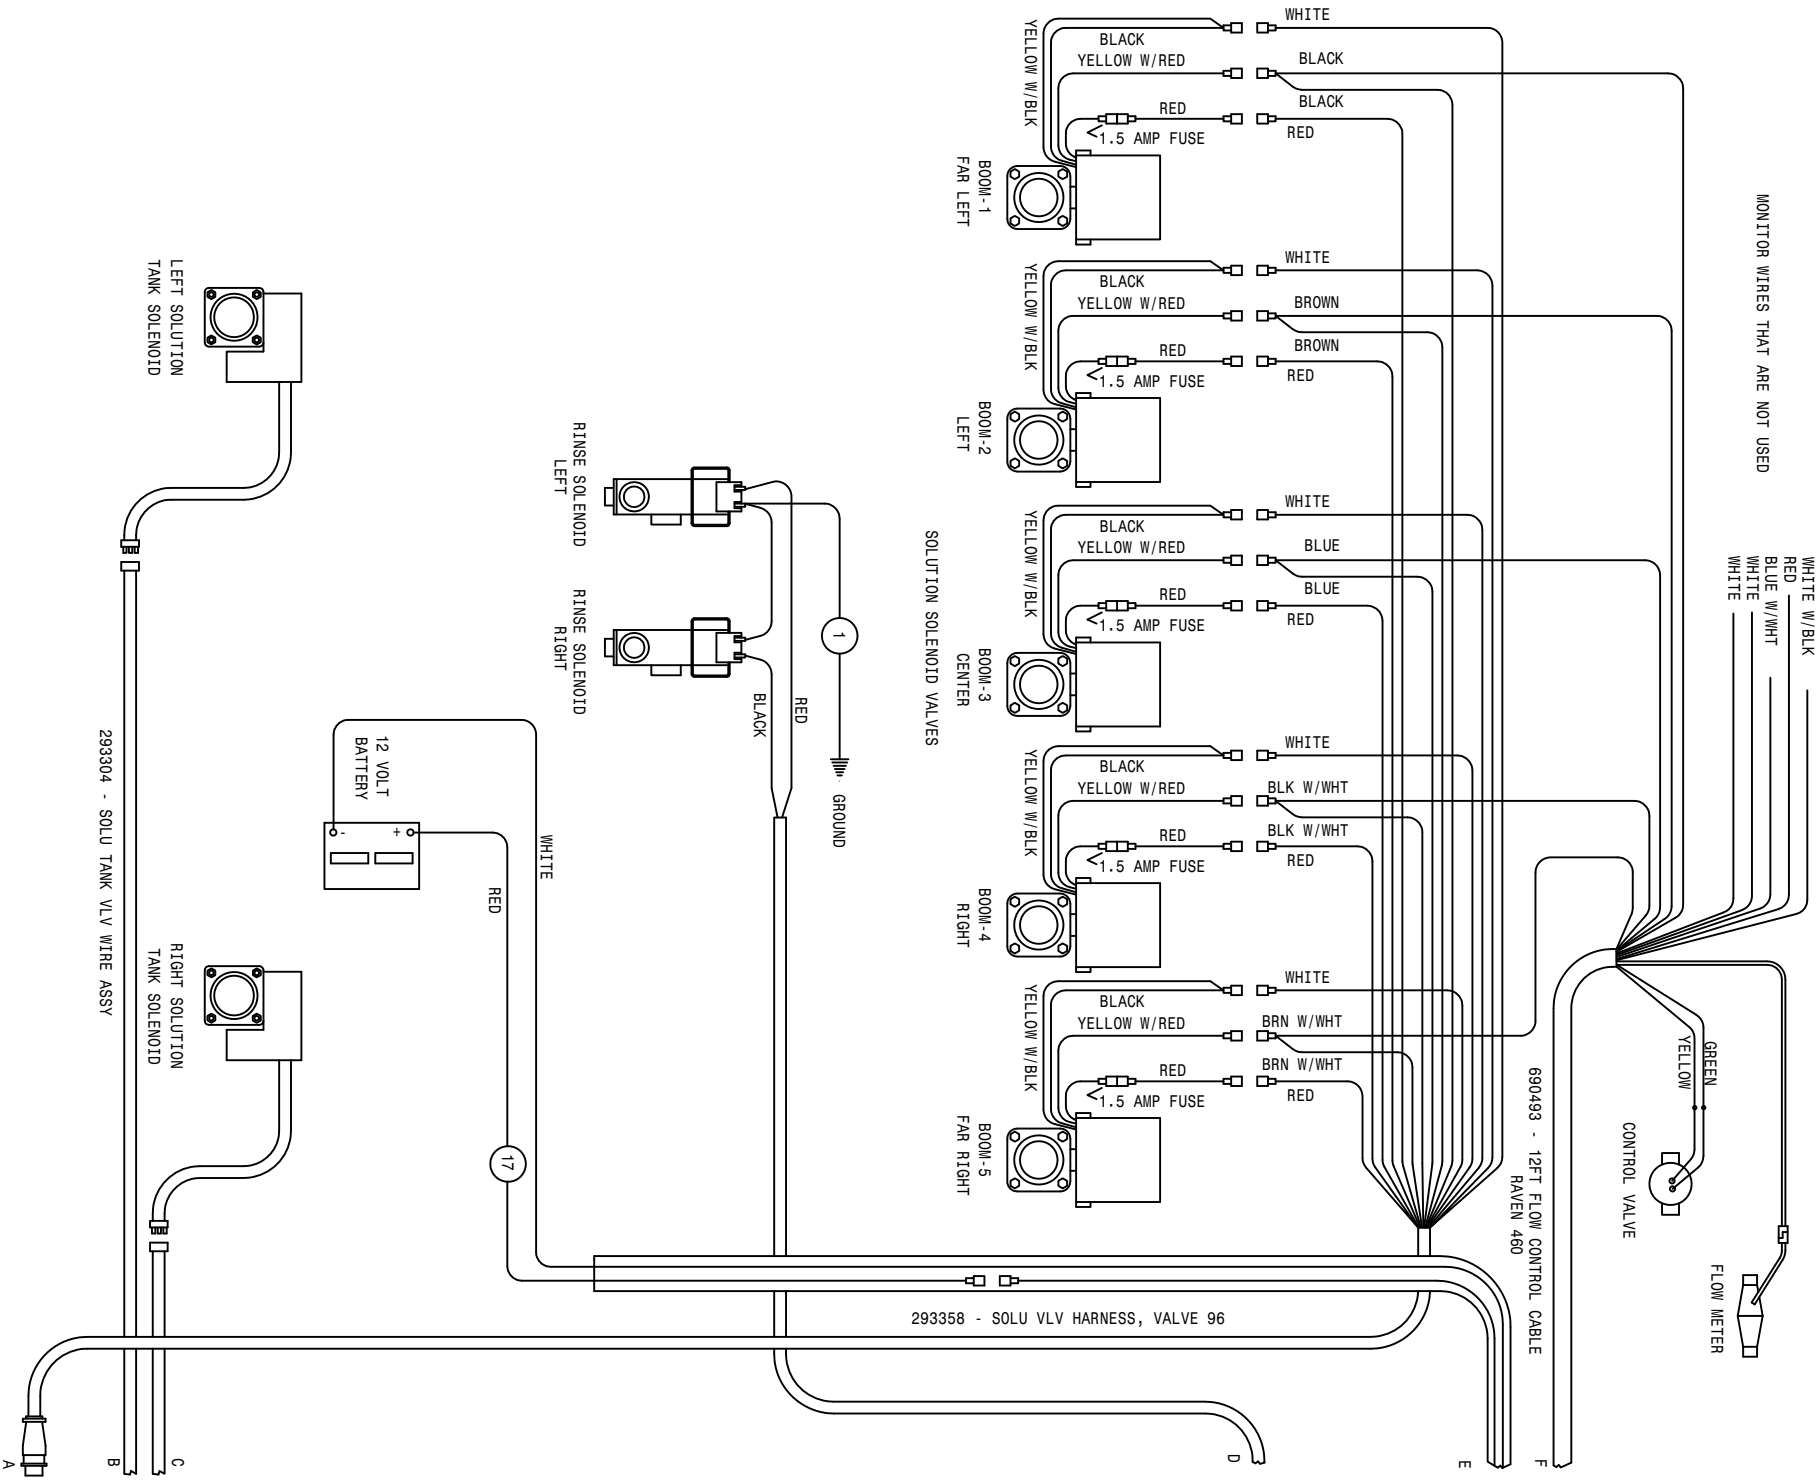 WHITE
BLACK
YELLOW W/RED
BLACK
YELLOW W/BLK
BLACK
RED
RED
1.5 AMP FUSE
BOOM-1
FAR LEFT
WHITE
BLACK
YELLOW W/RED
BROWN
YELLOW W/BLK
BROWN
RED
RED
1.5 AMP FUSE
BOOM-2
LEFT
WHITE
BLACK
YELLOW W/RED
BLUE
YELLOW W/BLK
BLUE
RED
RED
1.5 AMP FUSE
BOOM-3
CENTER
WHITE
BLACK
YELLOW W/RED
BLK W/WHT
YELLOW W/BLK
BLK W/WHT
RED
RED
1.5 AMP FUSE
BOOM-4
RIGHT
WHITE
BLACK
YELLOW W/RED
BRN W/WHT
YELLOW W/BLK
BRN W/WHT
RED
RED
1.5 AMP FUSE
BOOM-5
FAR RIGHT
MONITOR WIRES THAT ARE NOT USED
WHITE W/BLK
RED
BLUE W/WHT
WHITE
WHITE
GREEN
YELLOW
CONTROL VALVE
FLOW METER
690493 - 12FT FLOW CONTROL CABLE
RAVEN 460
SOLUTION SOLENOID VALVES
LEFT SOLUTION
TANK SOLENOID
RINSE SOLENOID
LEFT
RINSE SOLENOID
RIGHT
1
RED
BLACK
GROUND
12 VOLT
BATTERY
-
+
WHITE
RED
17
293304 - SOLU TANK VLV WIRE ASSY
RIGHT SOLUTION
TANK SOLENOID
293358 - SOLU VLV HARNESS, VALVE 96
A
B
C
D
E
F